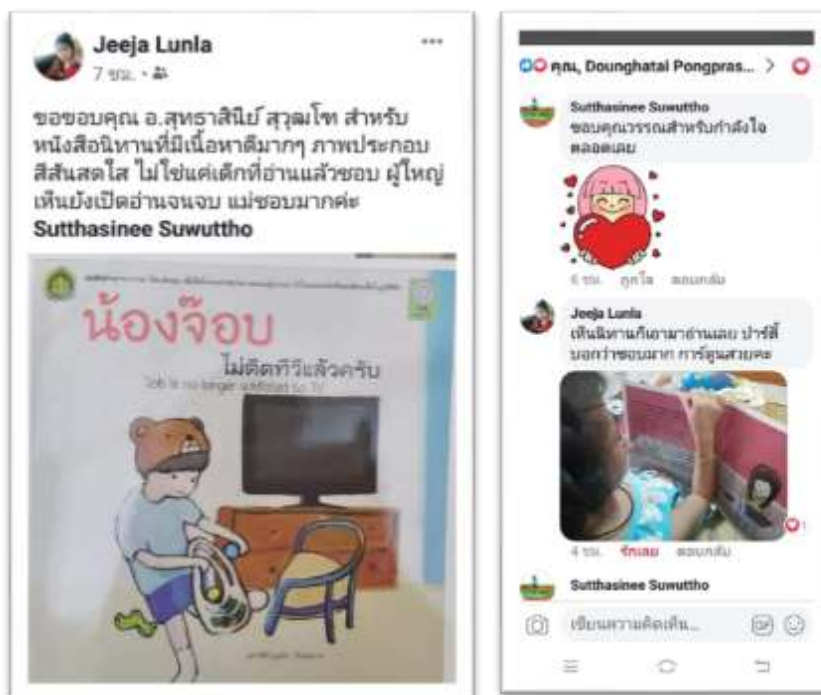 Jeeja Lunla
7 ชม.
ขอขอบคุณ อ.สุทธาสินีย์ สุวุฒโฑ สำหรับ
หนังสือนิทานที่มีเนื้อหาดีมากๆ ภาพประกอบ
สีสันสดใส ไม่ใช่แค่เด็กที่อ่านแล้วชอบ ผู้ใหญ่
เห็นยังเปิดอ่านจนจบ แม่ชอบมากค่ะ
Sutthasinee Suwuttho
น้องจ๊อบ
ไม่ติดทีวีแล้วครับ
Job is no longer addicted to TV
คุณ, Dounghatai Pongpras... >
Sutthasinee Suwuttho
ขอบคุณวรรณสำหรับกำลังใจ
ตลอดเลย
6 ชม. ถูกใจ ตอบกลับ
Jeeja Lunla
เห็นนิทานก็เอามาอ่านเลย ปาร์ตี้
บอกว่าชอบมาก การ์ตูนสวยคะ
4 ชม. รักเลย ตอบกลับ
1
Sutthasinee Suwuttho
เขียนความคิดเห็น...
GIF